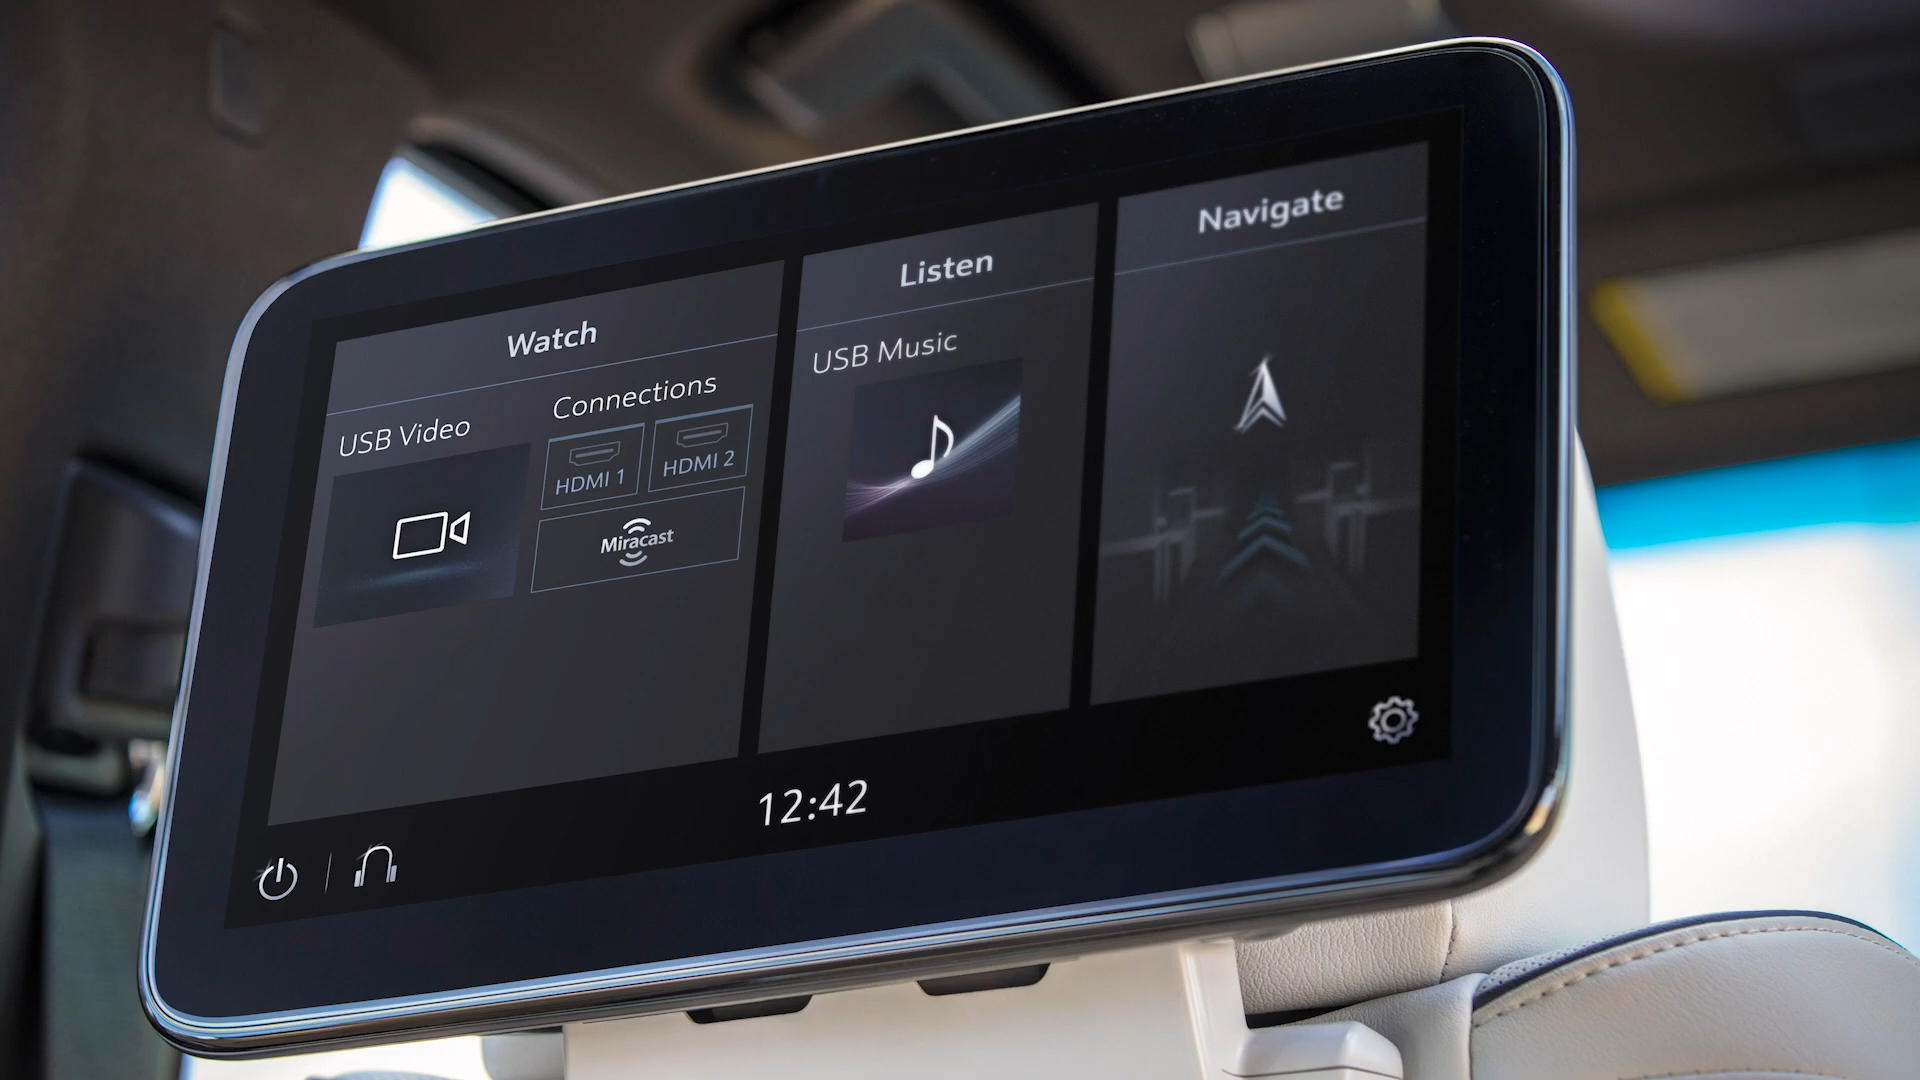 Watch
USB Video
Connections
HDMI 1
HDMI 2
Miracast
Listen
USB Music
Navigate
12:42